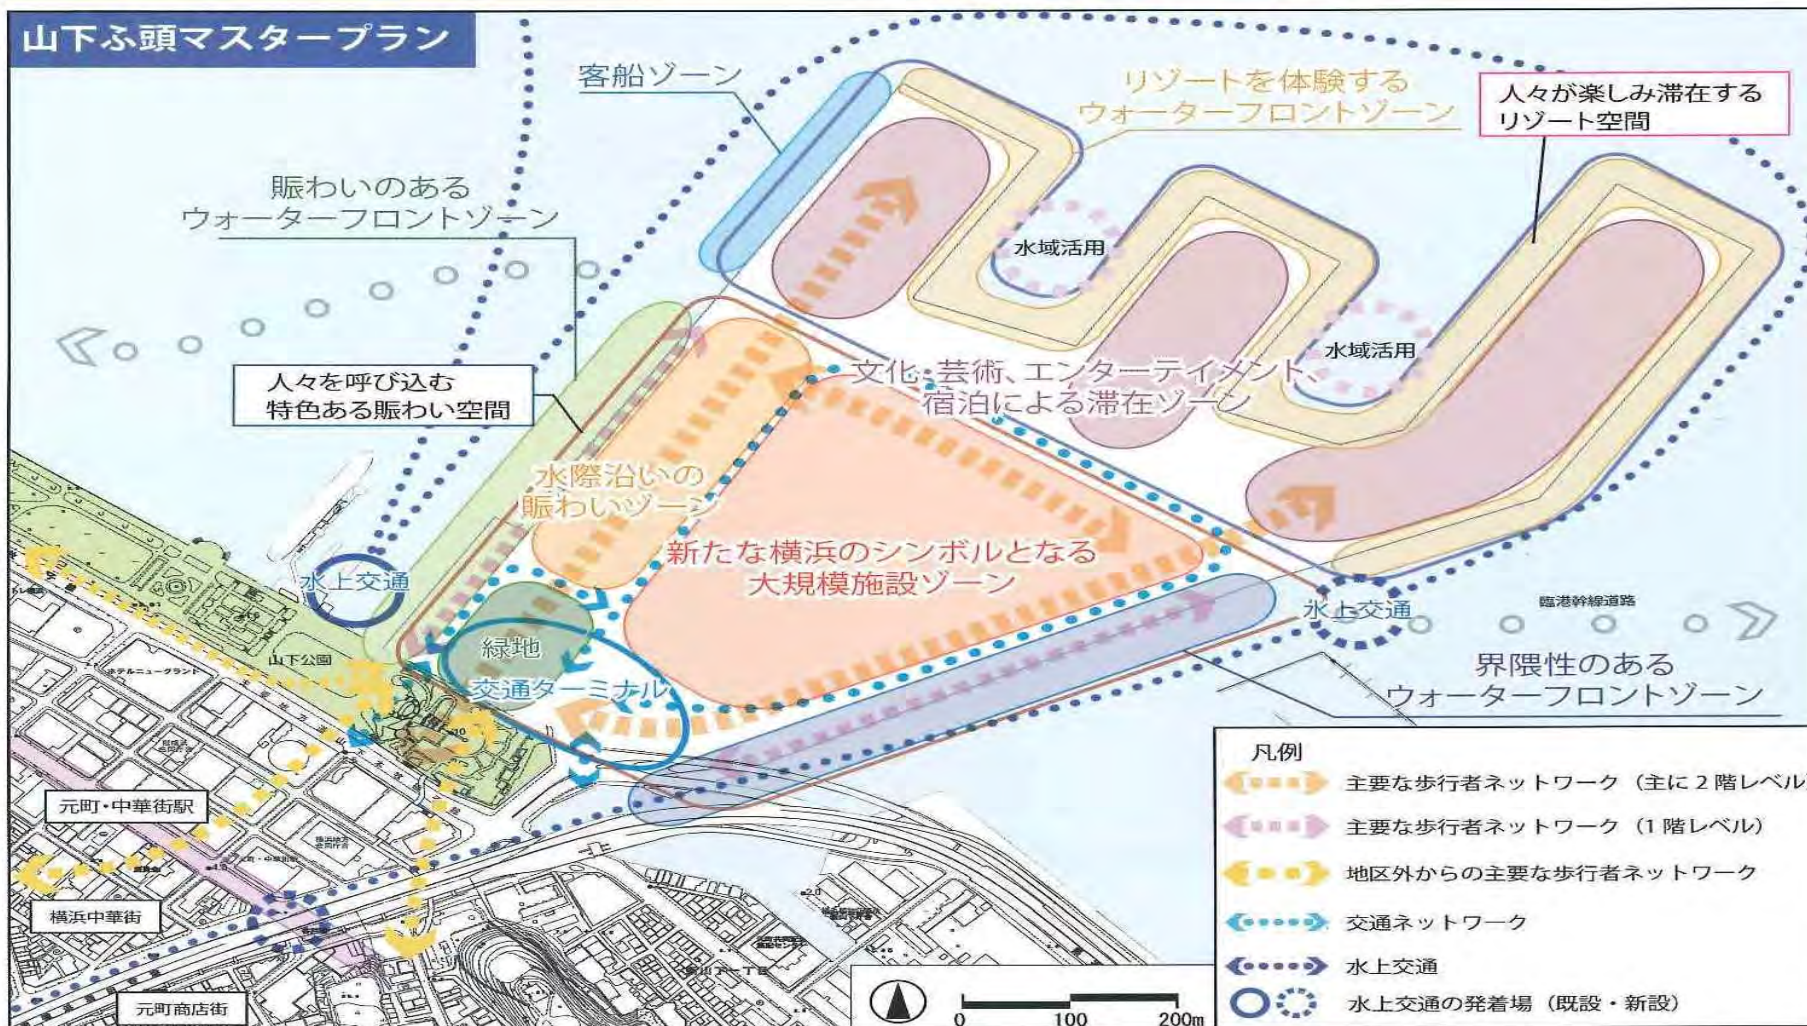 山下ふ頭マスタープラン
客船ゾーン
リゾートを体験する
ウォーターフロントゾーン
人々が楽しみ滞在する
リゾート空間
賑わいのある
ウォーターフロントゾーン
水域活用
水域活用
人々を呼び込む
特色ある賑わい空間
文化・芸術、エンターテイメント、
宿泊による滞在ゾーン
水際沿いの
賑わいゾーン
新たな横浜のシンボルとなる
大規模施設ゾーン
水上交通
水上交通
臨港幹線道路
緑地
山下公園
ホテルニューグランド
交通ターミナル
界隈性のある
ウォーターフロントゾーン
元町・中華街駅
横浜中華街
元町商店街
凡例
主要な歩行者ネットワーク（主に2階レベル）
主要な歩行者ネットワーク（1階レベル）
地区外からの主要な歩行者ネットワーク
交通ネットワーク
水上交通
水上交通の発着場（既設・新設）
0 100 200m